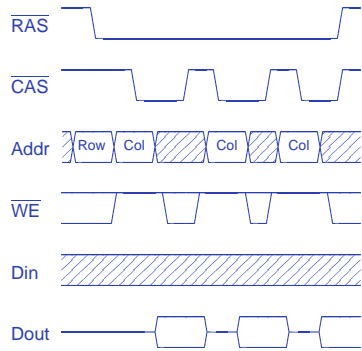 RAS
CAS
Addr Row Col Col Col
WE
Din
Dout